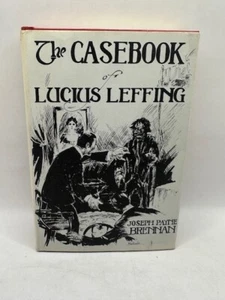 The CASEBOOK
of
LUCIUS LEFFING
JOSEPH PAYNE
BRENNAN